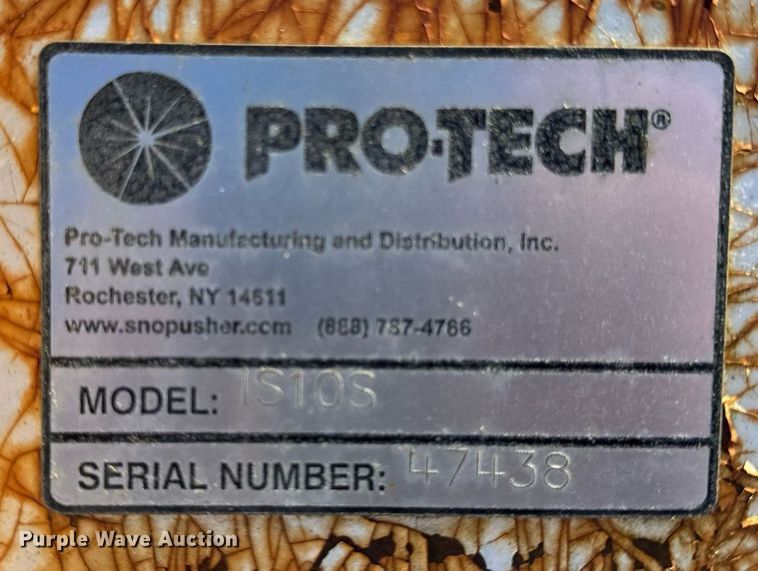 PRO-TECH®
Pro-Tech Manufacturing and Distribution, Inc.
711 West Ave
Rochester, NY 14611
www.snopusher.com (888) 787-4766
MODEL: IS10S
SERIAL NUMBER: 47438
Purple Wave Auction